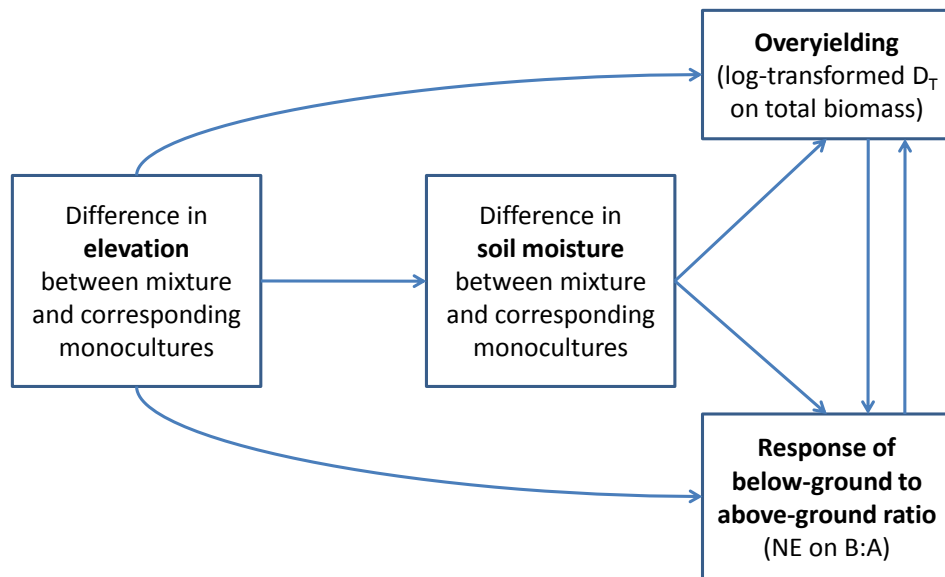 Overyielding
(log-transformed DT
on total biomass)
Difference in
elevation
between mixture
and corresponding
monocultures
Difference in
soil moisture
between mixture
and corresponding
monocultures
Response of
below-ground to
above-ground ratio
(NE on B:A)